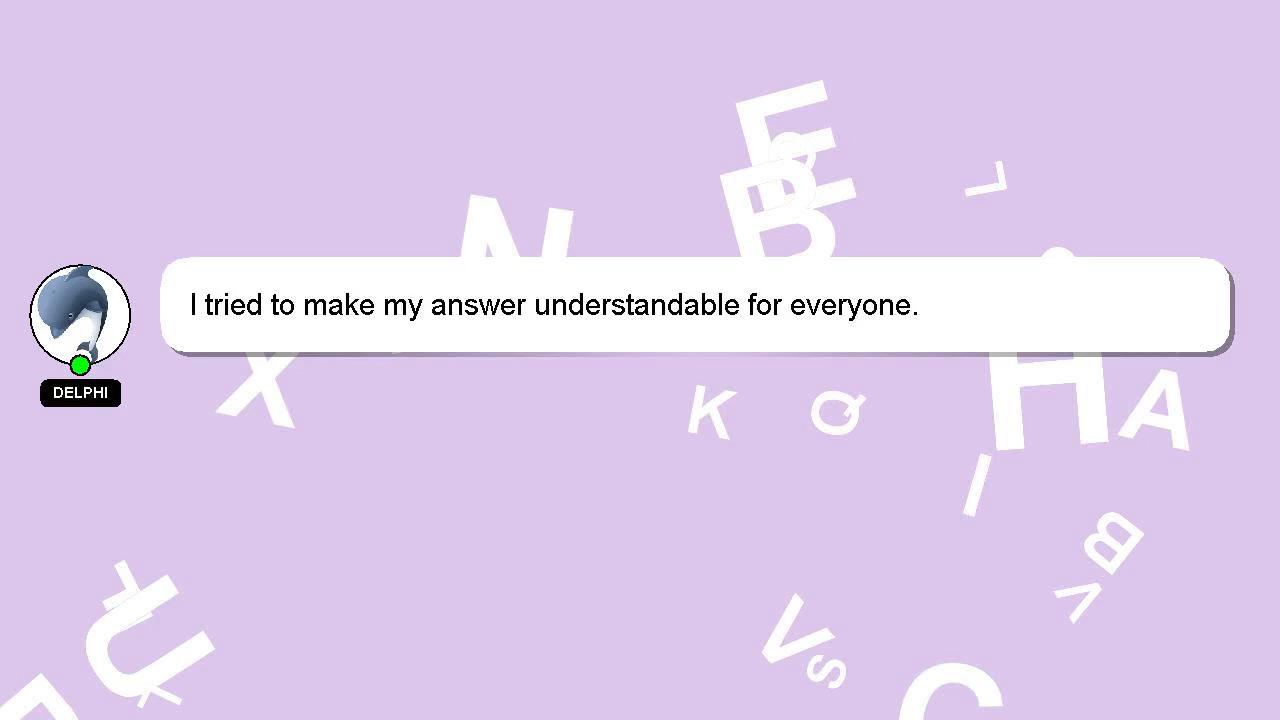 I tried to make my answer understandable for everyone.
DELPHI
E
B
L
N
X
K
Q
H
A
I
B
V
U
V
S
C